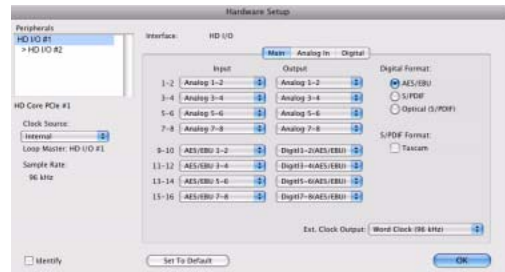 Hardware Setup
Peripherals
HD I/O #1
> HD I/O #2
HD Core PCIe #1
Clock Source:
Internal
Loop Master: HD I/O #1
Sample Rate:
96 kHz
Identify
Interface: HD I/O
Main Analog In Digital
Input Output
1-2 Analog 1-2 Analog 1-2
3-4 Analog 3-4 Analog 3-4
5-6 Analog 5-6 Analog 5-6
7-8 Analog 7-8 Analog 7-8
9-10 AES/EBU 1-2 Digitl1-2(AES/EBU)
11-12 AES/EBU 3-4 Digitl3-4(AES/EBU)
13-14 AES/EBU 5-6 Digitl5-6(AES/EBU)
15-16 AES/EBU 7-8 Digitl7-8(AES/EBU)
Digital Format:
AES/EBU
S/PDIF
Optical (S/PDIF)
S/PDIF Format:
Tascam
Ext. Clock Output: Word Clock (96 kHz)
Set To Default
OK